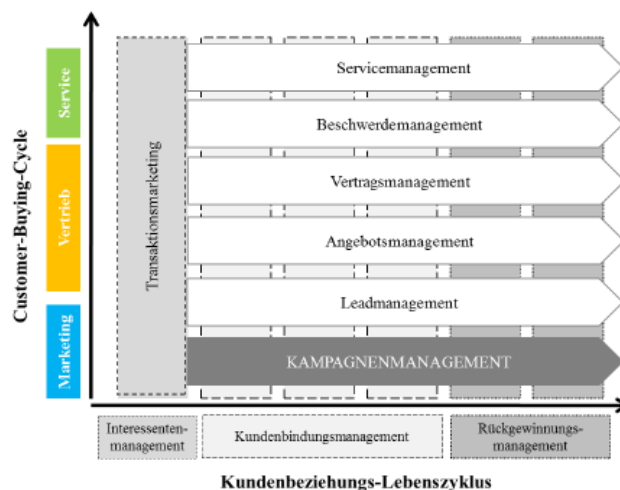 Customer-Buying-Cycle
Service
Vertrieb
Marketing
Transaktionsmarketing
Servicemanagement
Beschwerdemanagement
Vertragsmanagement
Angebotsmanagement
Leadmanagement
KAMPAGNENMANAGEMENT
Interessenten-
management
Kundenbindungsmanagement
Rückgewinnungs-
management
Kundenbeziehungs-Lebenszyklus